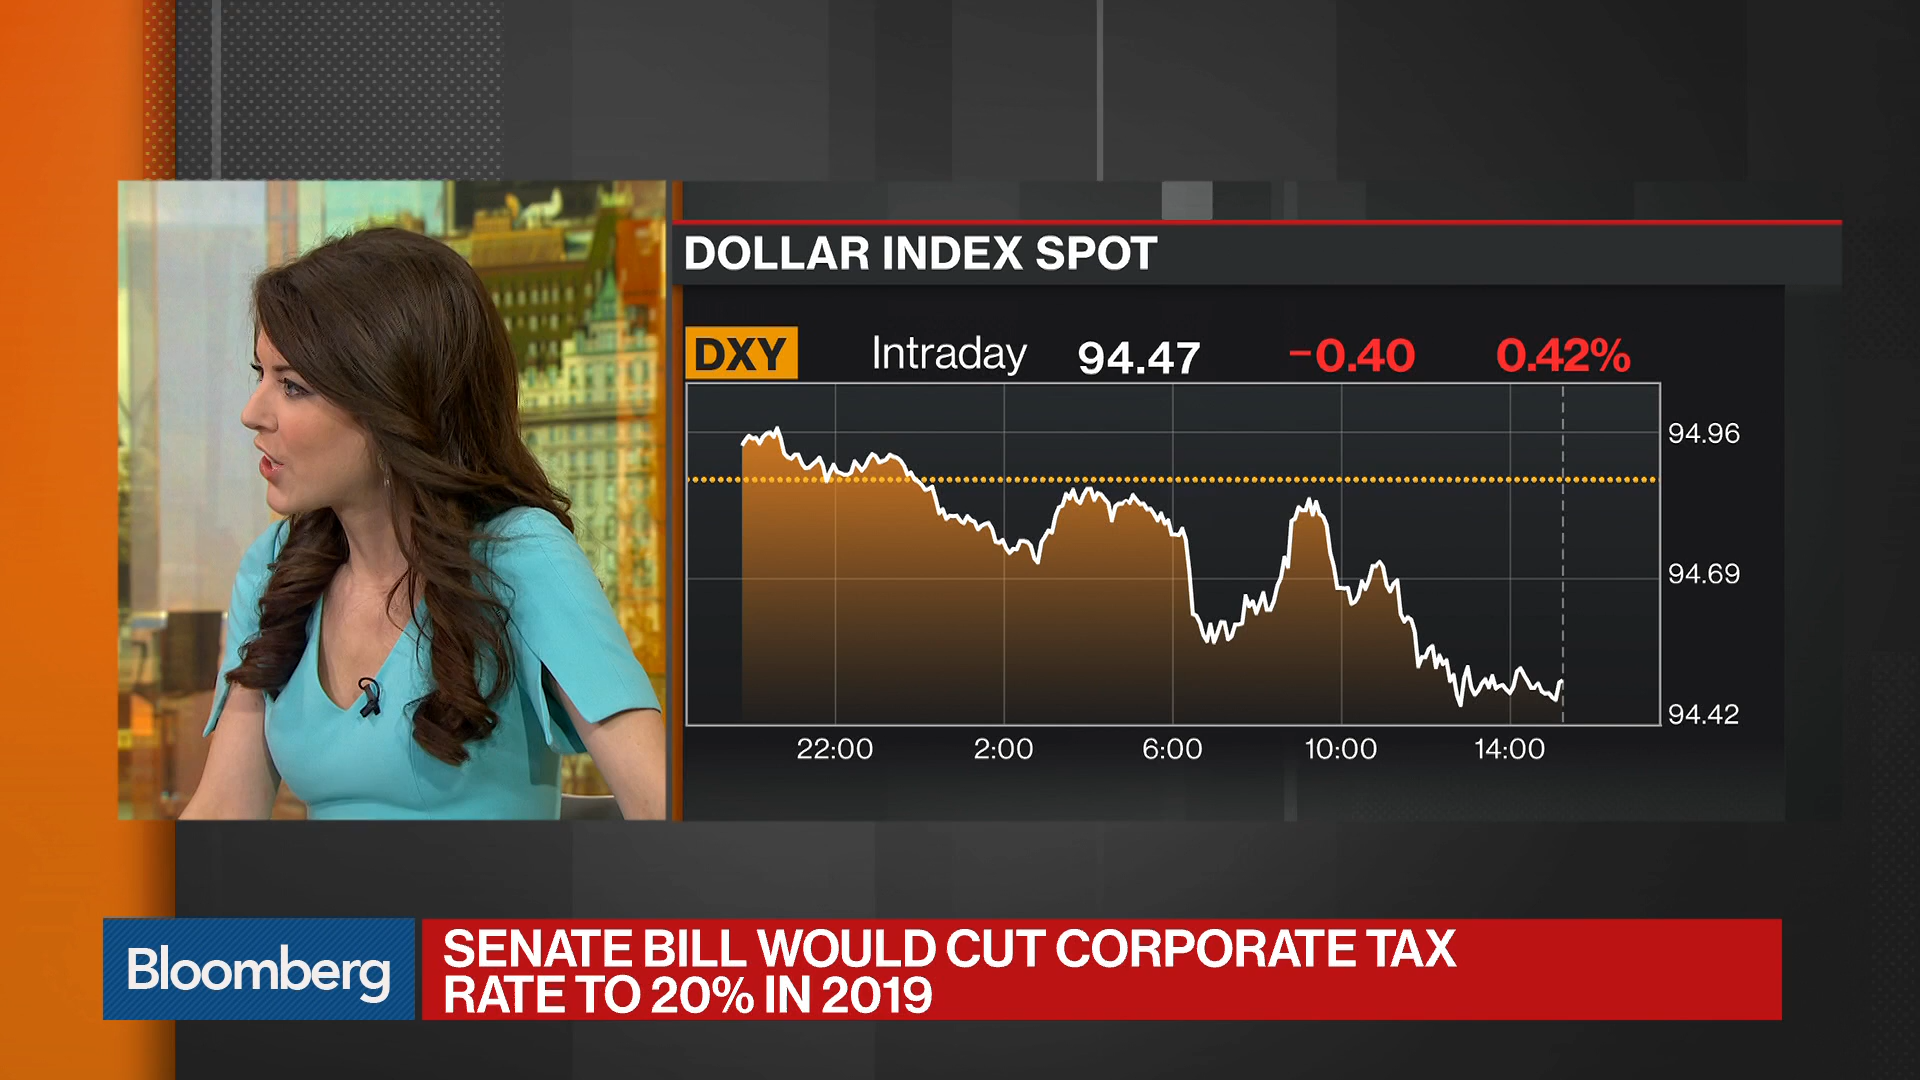 DOLLAR INDEX SPOT
DXY Intraday 94.47 −0.40 0.42%
94.96
94.69
94.42
22:00 2:00 6:00 10:00 14:00
Bloomberg
SENATE BILL WOULD CUT CORPORATE TAX
RATE TO 20% IN 2019